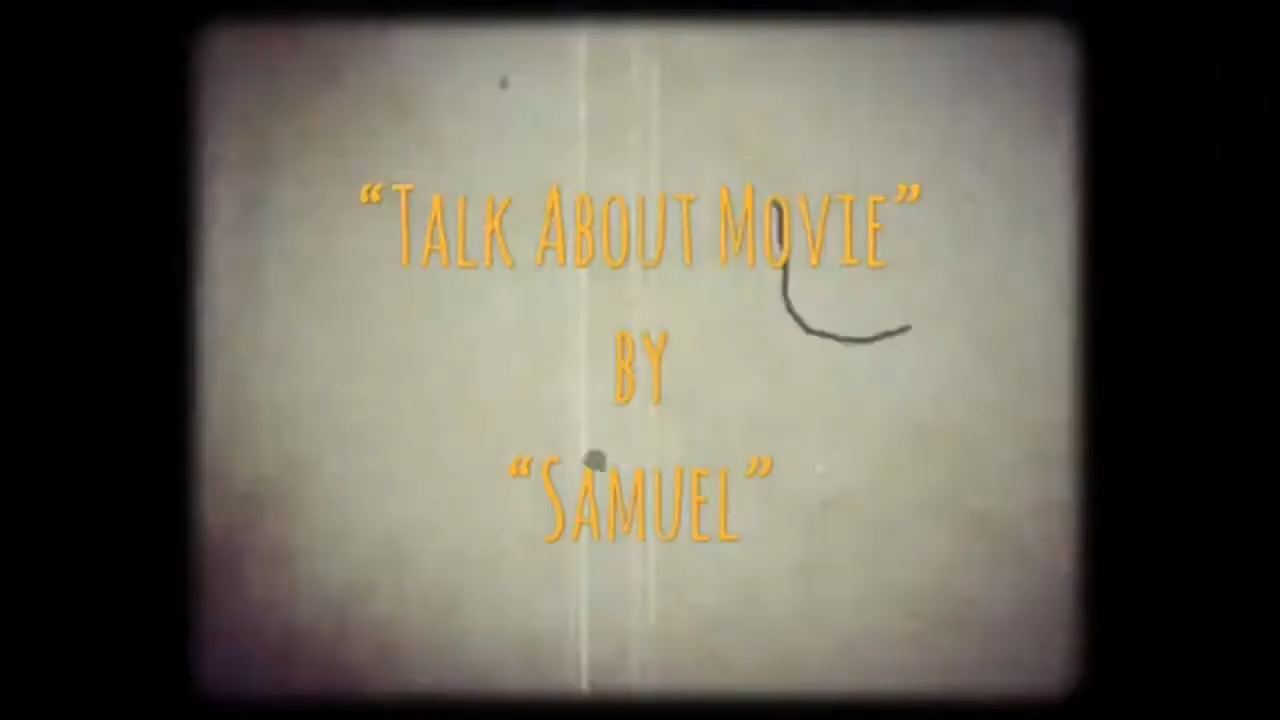 “Talk About Movie”
by
“Samuel”